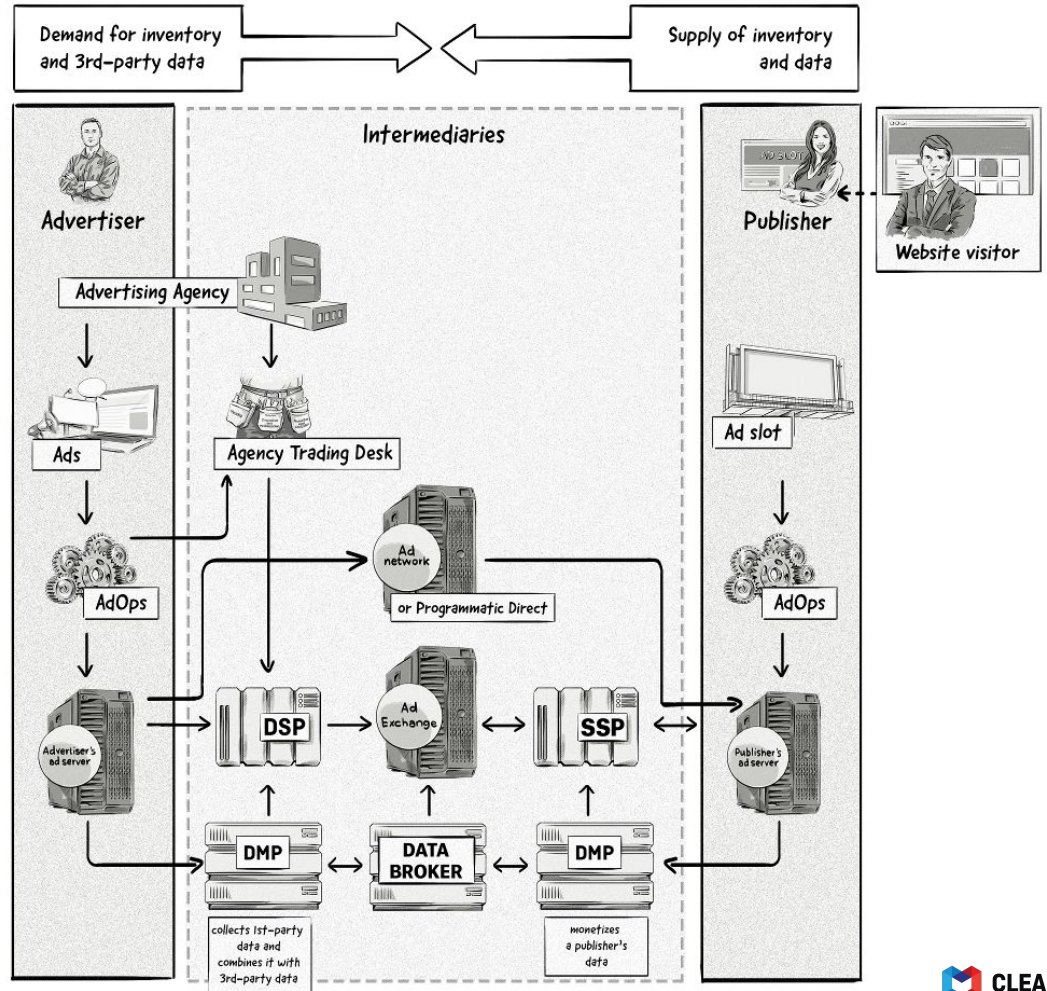 Demand for inventory
and 3rd-party data
Supply of inventory
and data
Intermediaries
Advertiser
AD SLOT
Publisher
Website visitor
Advertising Agency
Ads
Agency Trading Desk
Ad slot
Ad
network
or Programmatic Direct
AdOps
AdOps
Advertiser's
ad server
DSP
Ad
Exchange
SSP
Publisher's
ad server
DMP
DATA
BROKER
DMP
collects 1st-party
data and
combines it with
3rd-party data
monetizes
a publisher's
data
CLEA